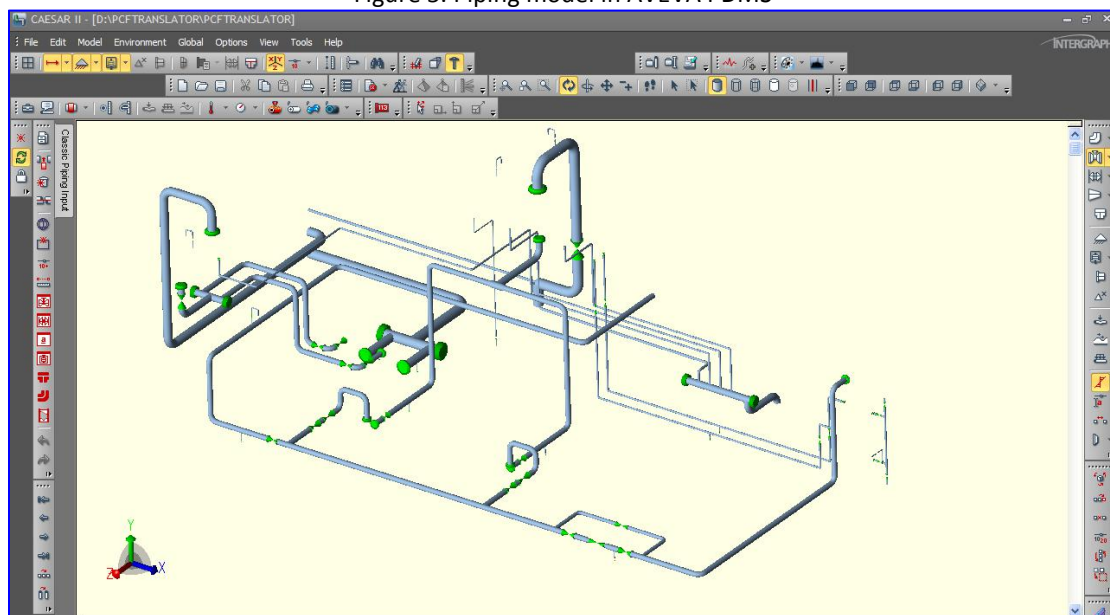 Figure 3. Piping model in AVEVA PDMS
CAESAR II - [D:\PCFTRANSLATOR\PCFTRANSLATOR]
File Edit Model Environment Global Options View Tools Help
INTERGRAPH
Classic Piping Input
Y
Z X